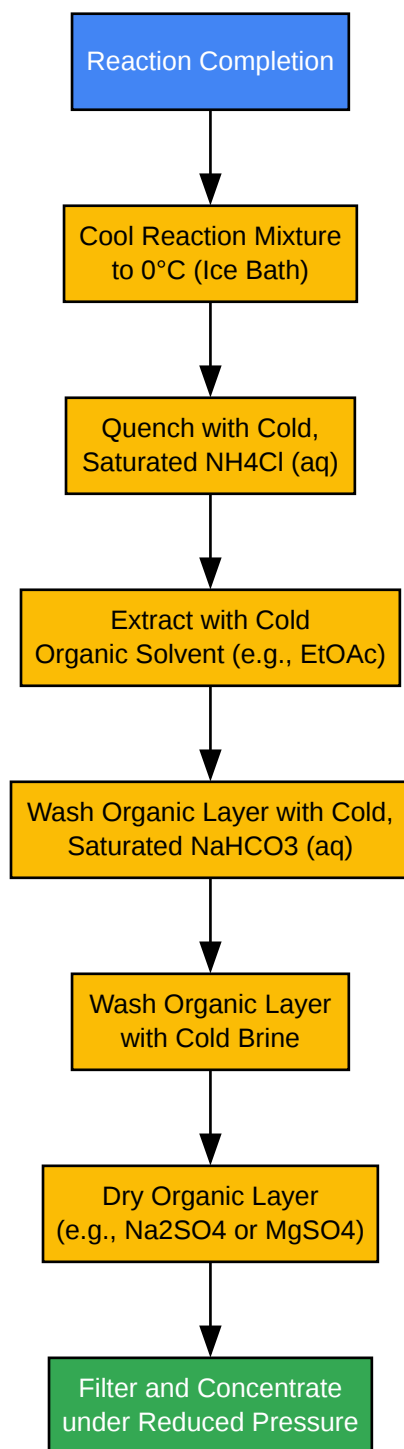 Reaction Completion
Cool Reaction Mixture
to 0°C (Ice Bath)
Quench with Cold,
Saturated NH4Cl (aq)
Extract with Cold
Organic Solvent (e.g., EtOAc)
Wash Organic Layer with Cold,
Saturated NaHCO3 (aq)
Wash Organic Layer
with Cold Brine
Dry Organic Layer
(e.g., Na2SO4 or MgSO4)
Filter and Concentrate
under Reduced Pressure